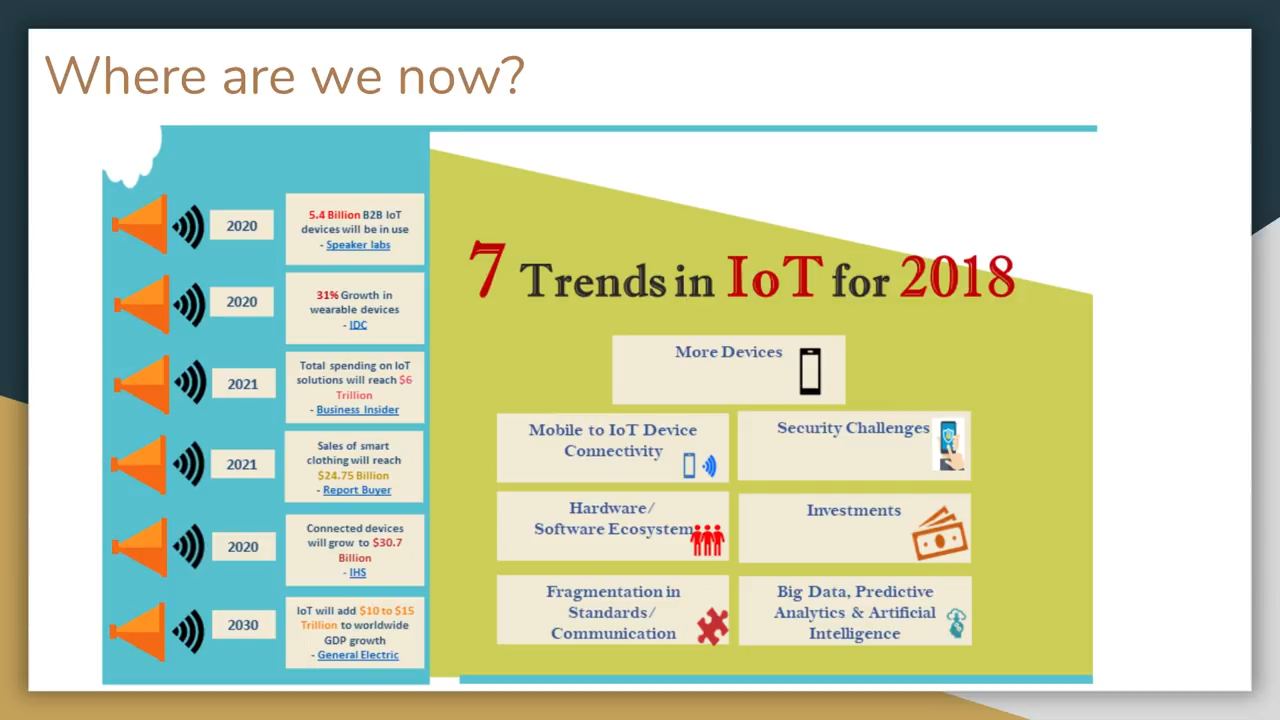 Where are we now?
2020
5.4 Billion B2B IoT
devices will be in use
- Speaker labs
2020
31% Growth in
wearable devices
- IDC
2021
Total spending on IoT
solutions will reach $6
Trillion
- Business Insider
2021
Sales of smart
clothing will reach
$24.75 Billion
- Report Buyer
2020
Connected devices
will grow to $30.7
Billion
- IHS
2030
IoT will add $10 to $15
Trillion to worldwide
GDP growth
- General Electric
7 Trends in IoT for 2018
More Devices
Mobile to IoT Device
Connectivity
Security Challenges
Hardware/
Software Ecosystem
Investments
Fragmentation in
Standards/
Communication
Big Data, Predictive
Analytics & Artificial
Intelligence